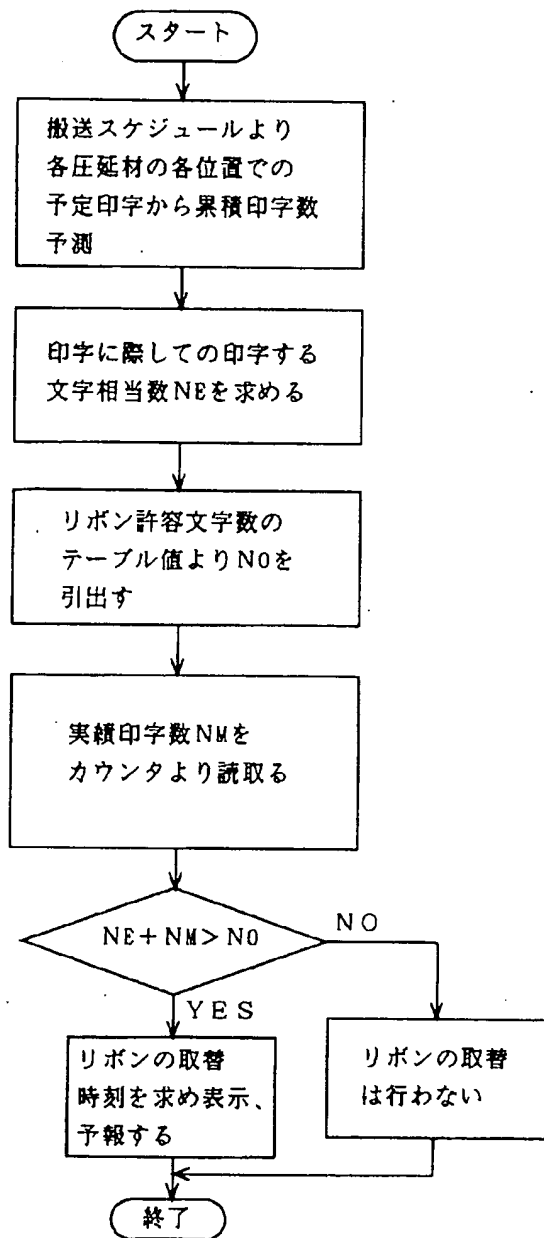 スタート
搬送スケジュールより
各圧延材の各位置での
予定印字から累積印字数
予測
印字に際しての印字する
文字相当数NEを求める
リボン許容文字数の
テーブル値よりN0を
引出す
実績印字数NMを
カウンタより読取る
NE+NM>N0
NO
YES
リボンの取替
時刻を求め表示、
予報する
リボンの取替
は行わない
終了